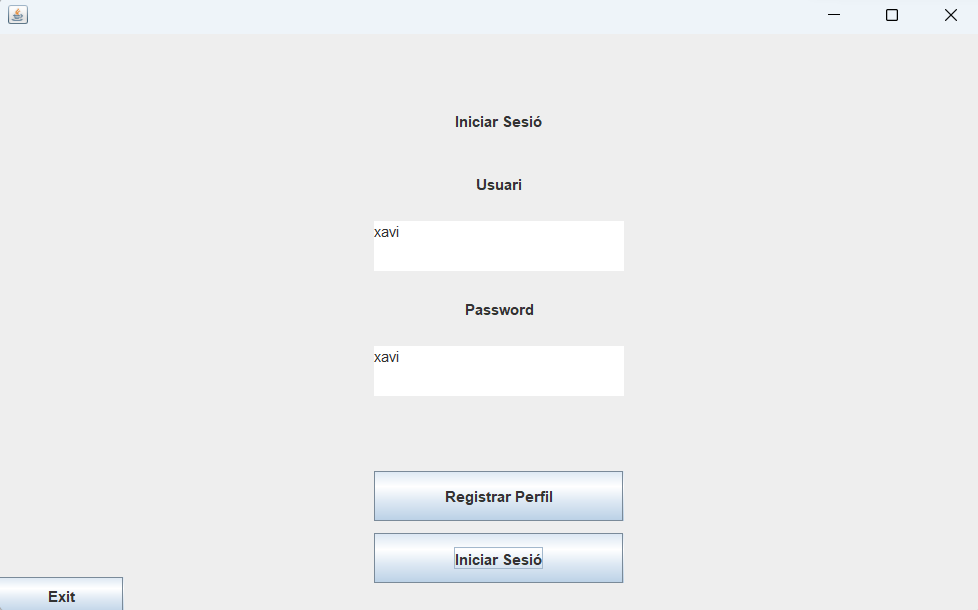 Iniciar Sesió
Usuari
xavi
Password
xavi
Registrar Perfil
Iniciar Sesió
Exit